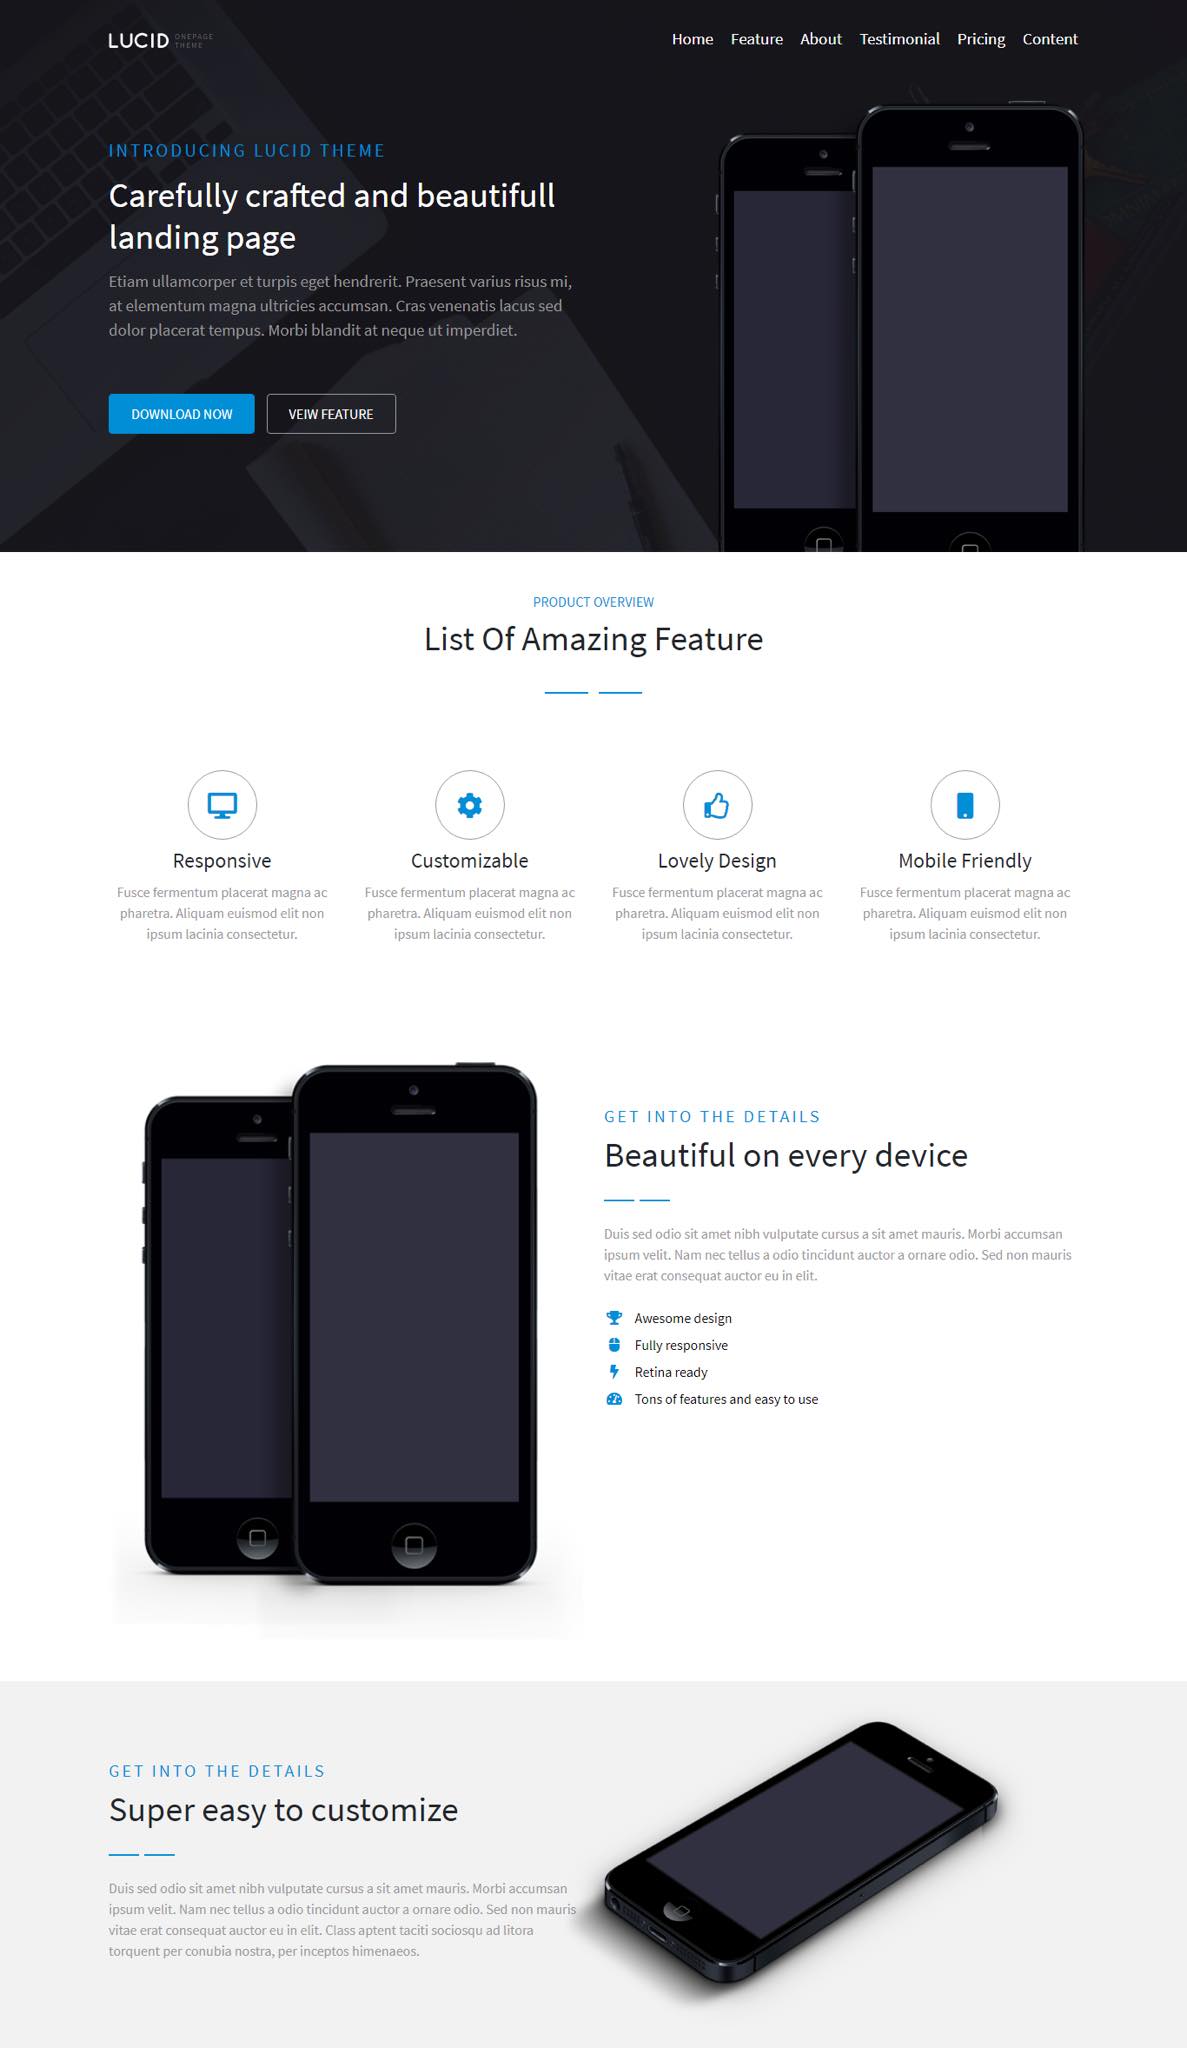 LUCID ONEPAGE
THEME
Home Feature About Testimonial Pricing Content
INTRODUCING LUCID THEME
Carefully crafted and beautifull
landing page
Etiam ullamcorper et turpis eget hendrerit. Praesent varius risus mi,
at elementum magna ultricies accumsan. Cras venenatis lacus sed
dolor placerat tempus. Morbi blandit at neque ut imperdiet.
DOWNLOAD NOW
VEIW FEATURE
PRODUCT OVERVIEW
List Of Amazing Feature
Responsive
Fusce fermentum placerat magna ac
pharetra. Aliquam euismod elit non
ipsum lacinia consectetur.
Customizable
Fusce fermentum placerat magna ac
pharetra. Aliquam euismod elit non
ipsum lacinia consectetur.
Lovely Design
Fusce fermentum placerat magna ac
pharetra. Aliquam euismod elit non
ipsum lacinia consectetur.
Mobile Friendly
Fusce fermentum placerat magna ac
pharetra. Aliquam euismod elit non
ipsum lacinia consectetur.
GET INTO THE DETAILS
Beautiful on every device
Duis sed odio sit amet nibh vulputate cursus a sit amet mauris. Morbi accumsan
ipsum velit. Nam nec tellus a odio tincidunt auctor a ornare odio. Sed non mauris
vitae erat consequat auctor eu in elit.
Awesome design
Fully responsive
Retina ready
Tons of features and easy to use
GET INTO THE DETAILS
Super easy to customize
Duis sed odio sit amet nibh vulputate cursus a sit amet mauris. Morbi accumsan
ipsum velit. Nam nec tellus a odio tincidunt auctor a ornare odio. Sed non mauris
vitae erat consequat auctor eu in elit. Class aptent taciti sociosqu ad litora
torquent per conubia nostra, per inceptos himenaeos.